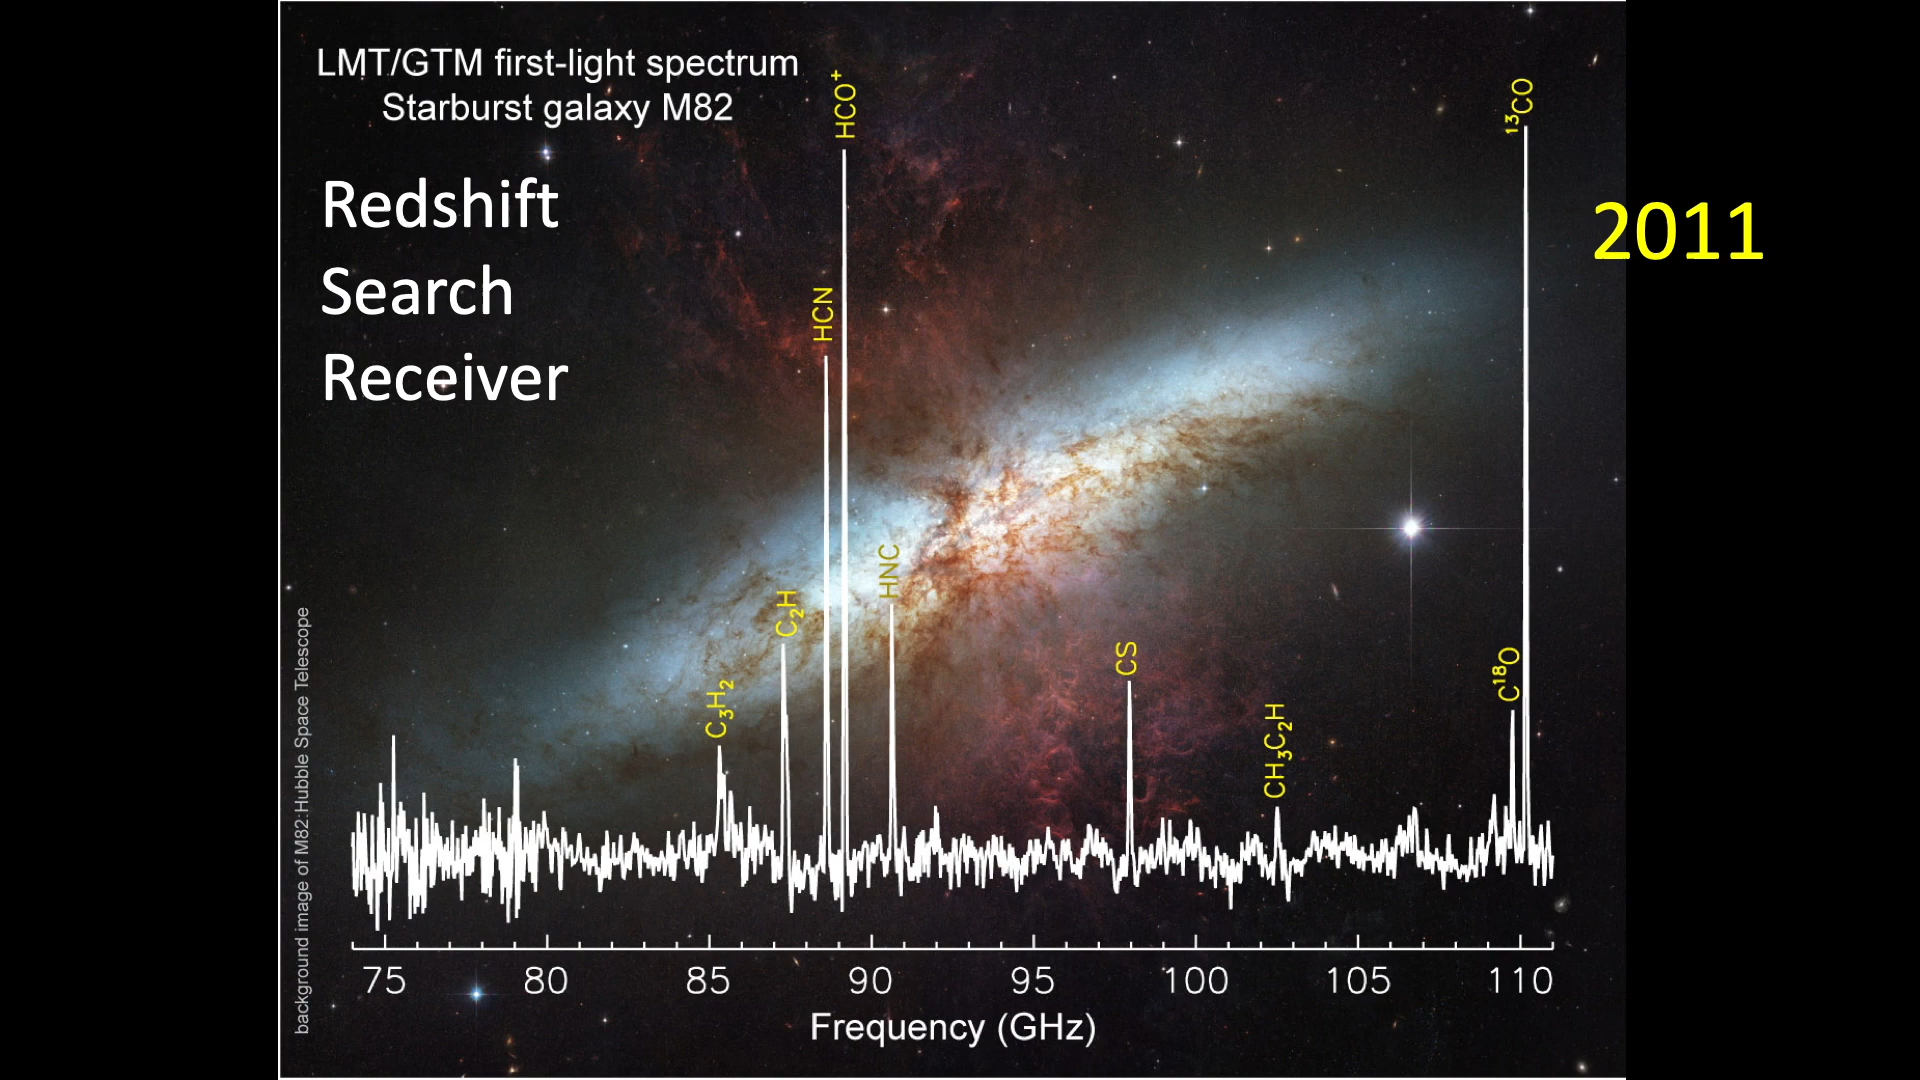 LMT/GTM first-light spectrum
Starburst galaxy M82
Redshift
Search
Receiver
2011
C₃H₂
C₂H
HCN
HCO⁺
HNC
CS
CH₃C₂H
C¹⁸O
¹³CO
background image of M82:Hubble Space Telescope
75 80 85 90 95 100 105 110
Frequency (GHz)